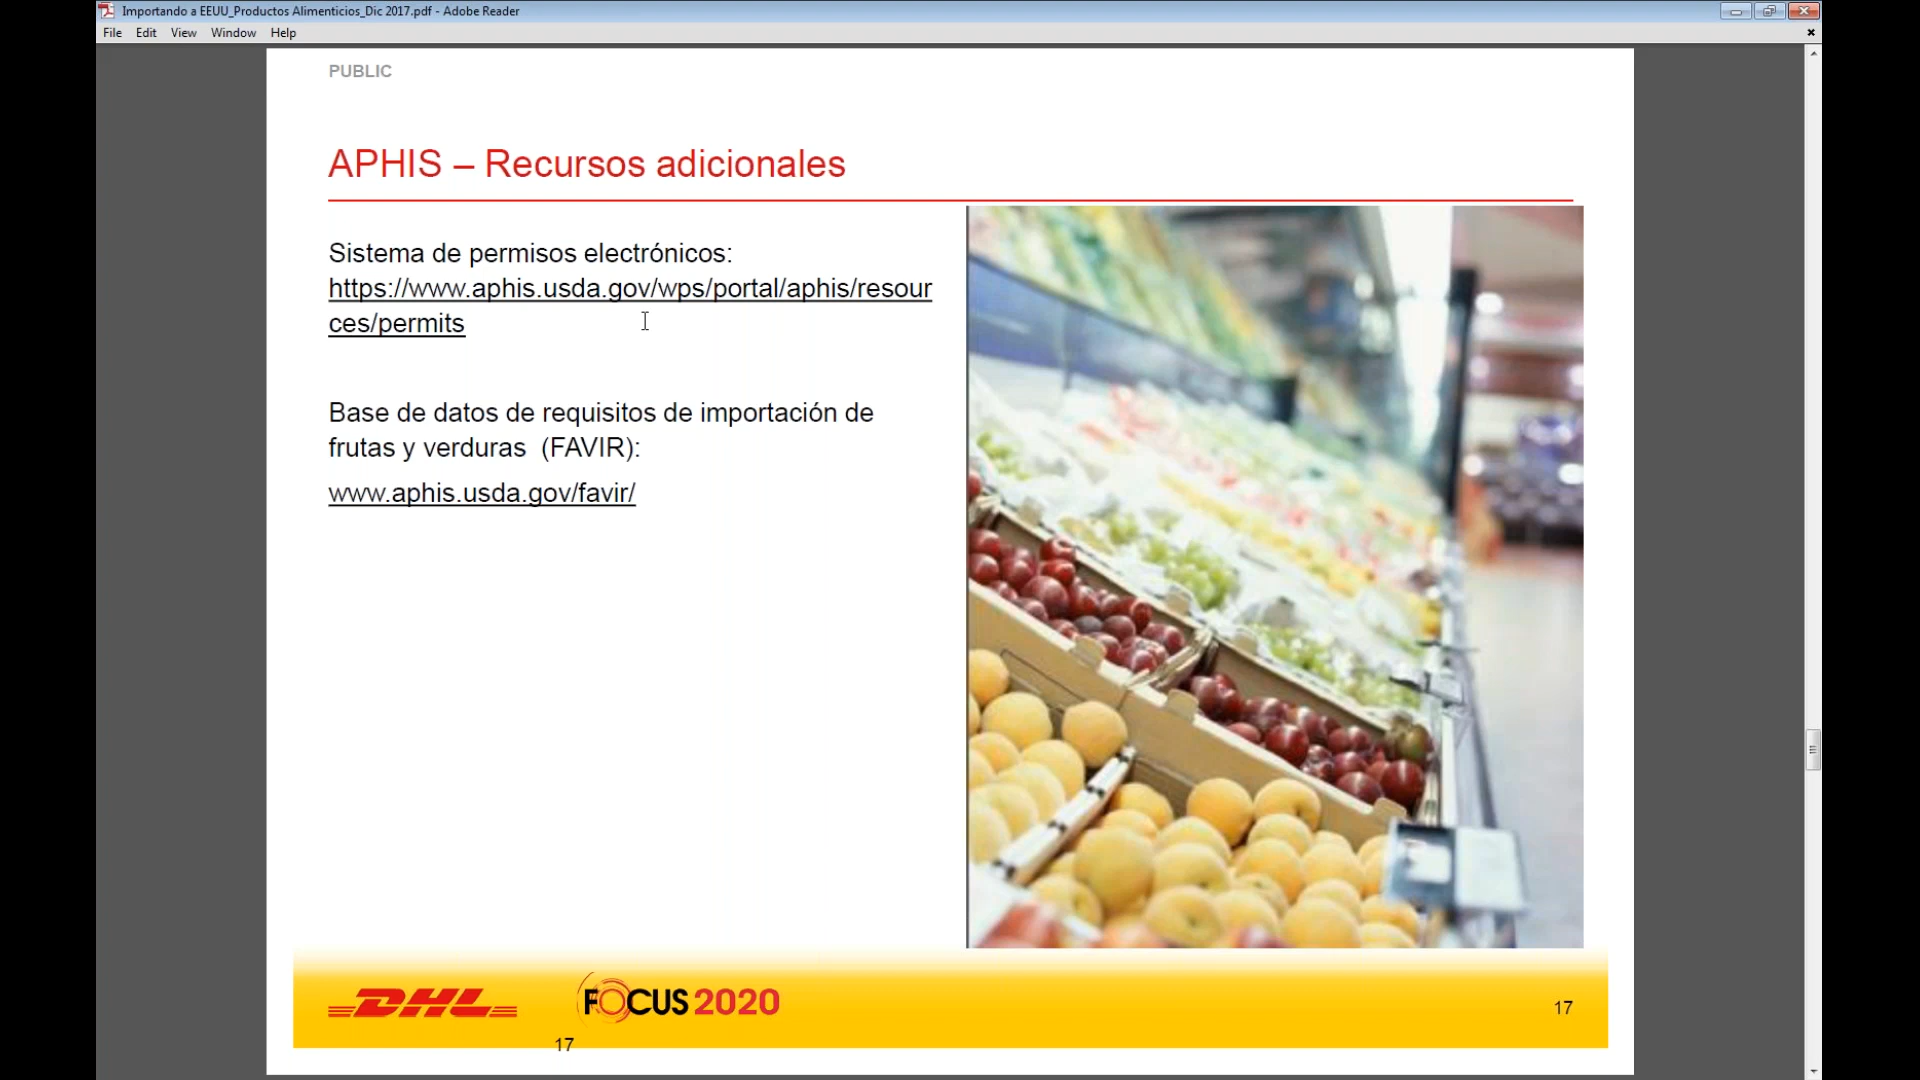 Importando a EEUU_Productos Alimenticios_Dic 2017.pdf - Adobe Reader
File Edit View Window Help
PUBLIC
APHIS – Recursos adicionales
Sistema de permisos electrónicos:
https://www.aphis.usda.gov/wps/portal/aphis/resour
ces/permits
Base de datos de requisitos de importación de
frutas y verduras (FAVIR):
www.aphis.usda.gov/favir/
DHL FOCUS 2020 17
17